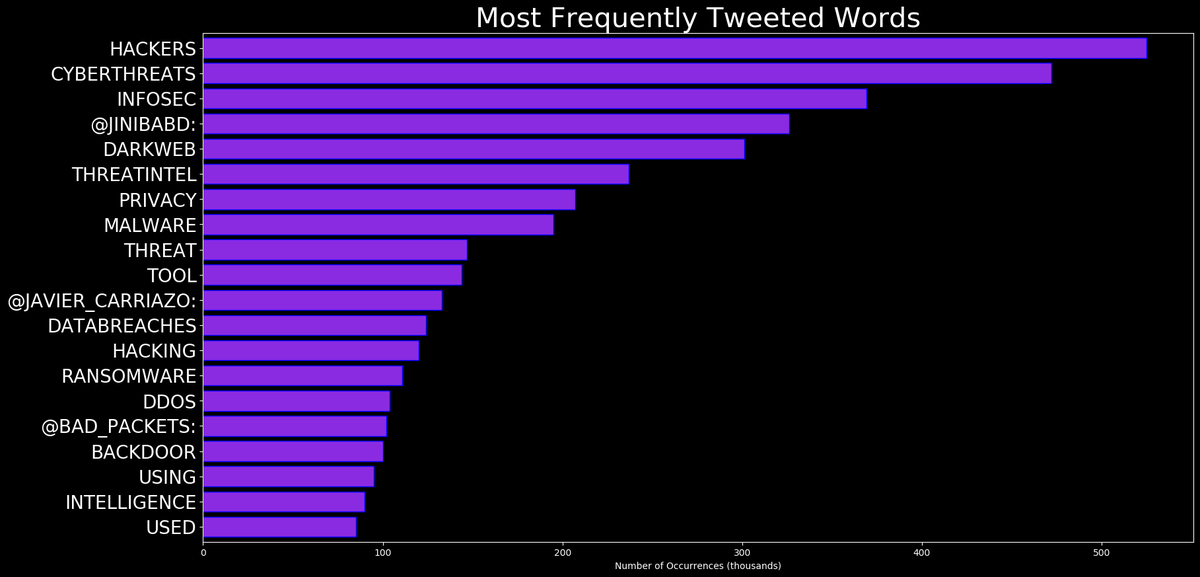 Most Frequently Tweeted Words
HACKERS
CYBERTHREATS
INFOSEC
@JINIBABD:
DARKWEB
THREATINTEL
PRIVACY
MALWARE
THREAT
TOOL
@JAVIER_CARRIAZO:
DATABREACHES
HACKING
RANSOMWARE
DDOS
@BAD_PACKETS:
BACKDOOR
USING
INTELLIGENCE
USED
0 100 200 300 400 500
Number of Occurrences (thousands)